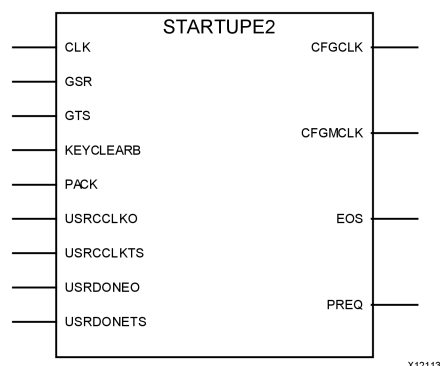 STARTUPE2
CLK
CFGCLK
GSR
GTS
CFGMCLK
KEYCLEARB
PACK
USRCCLKO
EOS
USRCCLKTS
USRDONEO
PREQ
USRDONETS
X12113